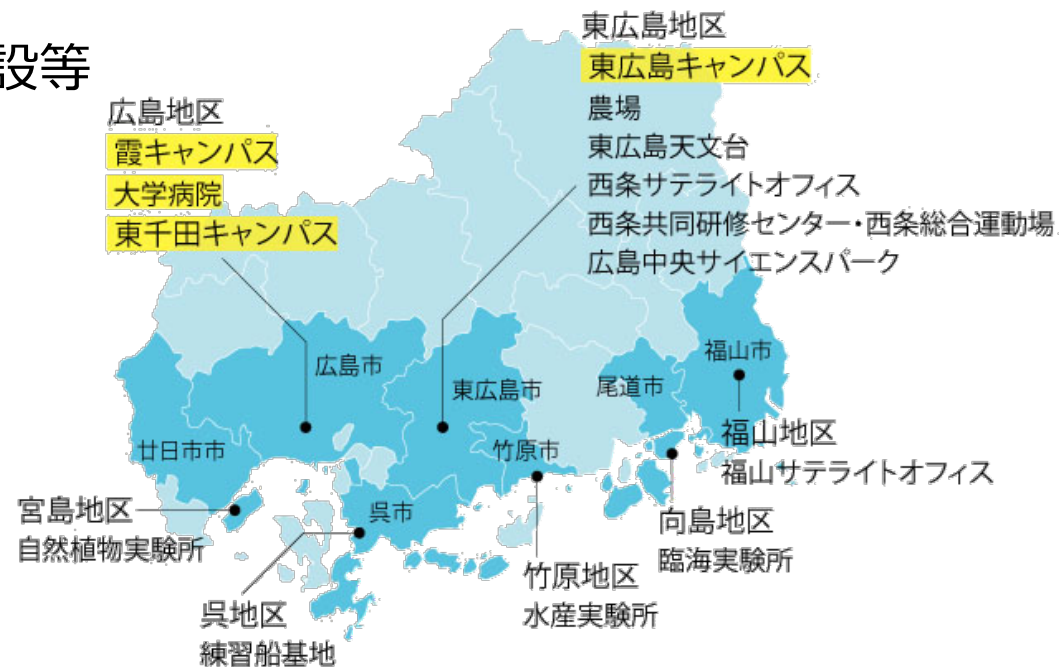 設等
東広島地区
東広島キャンパス
農場
東広島天文台
西条サテライトオフィス
西条共同研修センター・西条総合運動場
広島中央サイエンスパーク
広島地区
霞キャンパス
大学病院
東千田キャンパス
広島市
東広島市
尾道市
福山市
廿日市市
竹原市
呉市
福山地区
福山サテライトオフィス
宮島地区
自然植物実験所
向島地区
臨海実験所
竹原地区
水産実験所
呉地区
練習船基地